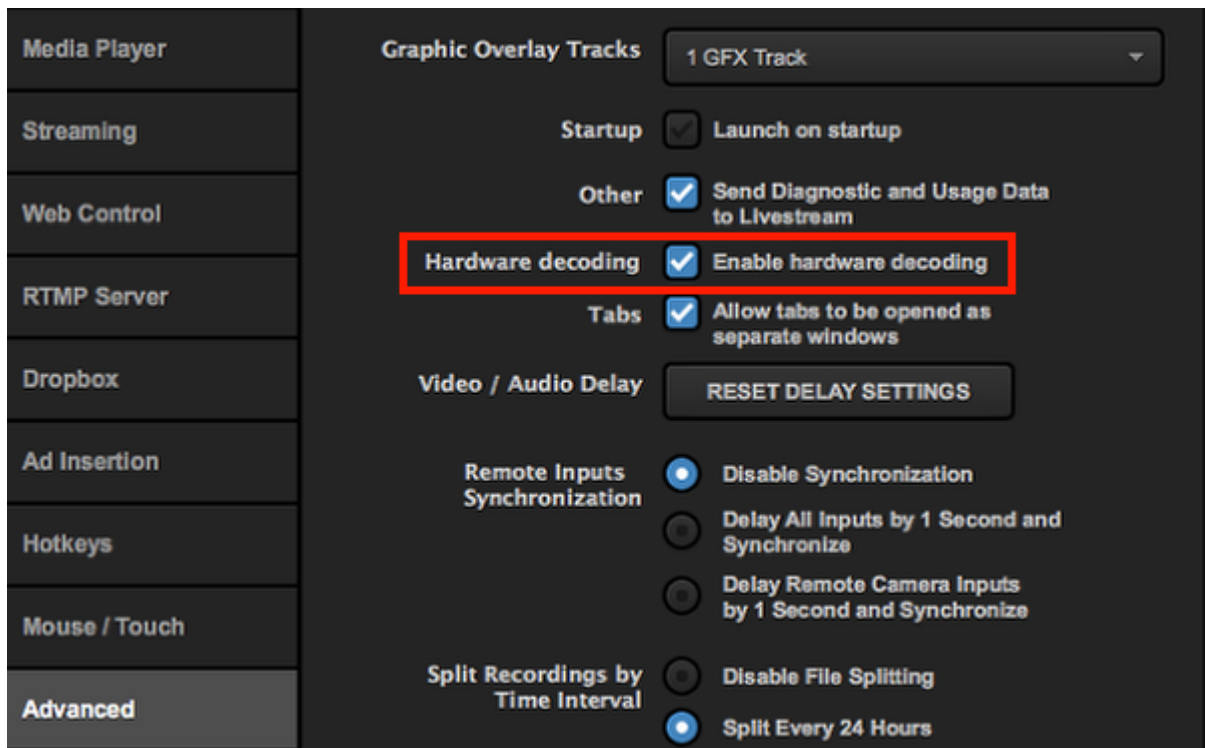 Media Player
Streaming
Web Control
RTMP Server
Dropbox
Ad Insertion
Hotkeys
Mouse / Touch
Advanced
Graphic Overlay Tracks 1 GFX Track
Startup Launch on startup
Other Send Diagnostic and Usage Data
to Livestream
Hardware decoding Enable hardware decoding
Tabs Allow tabs to be opened as
separate windows
Video / Audio Delay RESET DELAY SETTINGS
Remote Inputs
Synchronization
Disable Synchronization
Delay All Inputs by 1 Second and
Synchronize
Delay Remote Camera Inputs
by 1 Second and Synchronize
Split Recordings by
Time Interval
Disable File Splitting
Split Every 24 Hours